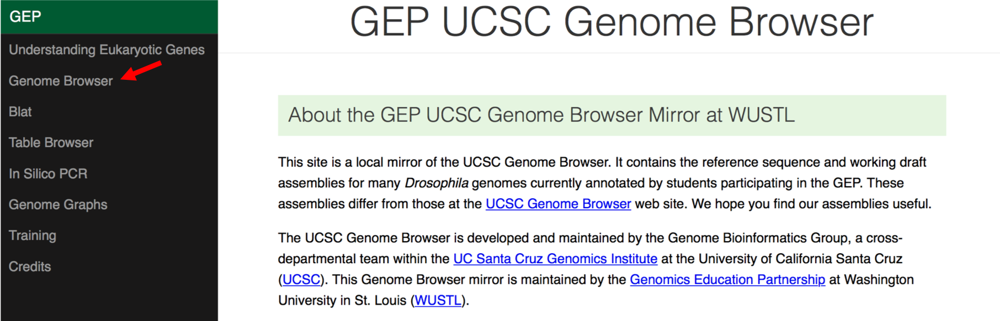 GEP
Understanding Eukaryotic Genes
Genome Browser
Blat
Table Browser
In Silico PCR
Genome Graphs
Training
Credits
GEP UCSC Genome Browser
About the GEP UCSC Genome Browser Mirror at WUSTL
This site is a local mirror of the UCSC Genome Browser. It contains the reference sequence and working draft
assemblies for many Drosophila genomes currently annotated by students participating in the GEP. These
assemblies differ from those at the UCSC Genome Browser web site. We hope you find our assemblies useful.
The UCSC Genome Browser is developed and maintained by the Genome Bioinformatics Group, a cross-
departmental team within the UC Santa Cruz Genomics Institute at the University of California Santa Cruz
(UCSC). This Genome Browser mirror is maintained by the Genomics Education Partnership at Washington
University in St. Louis (WUSTL).